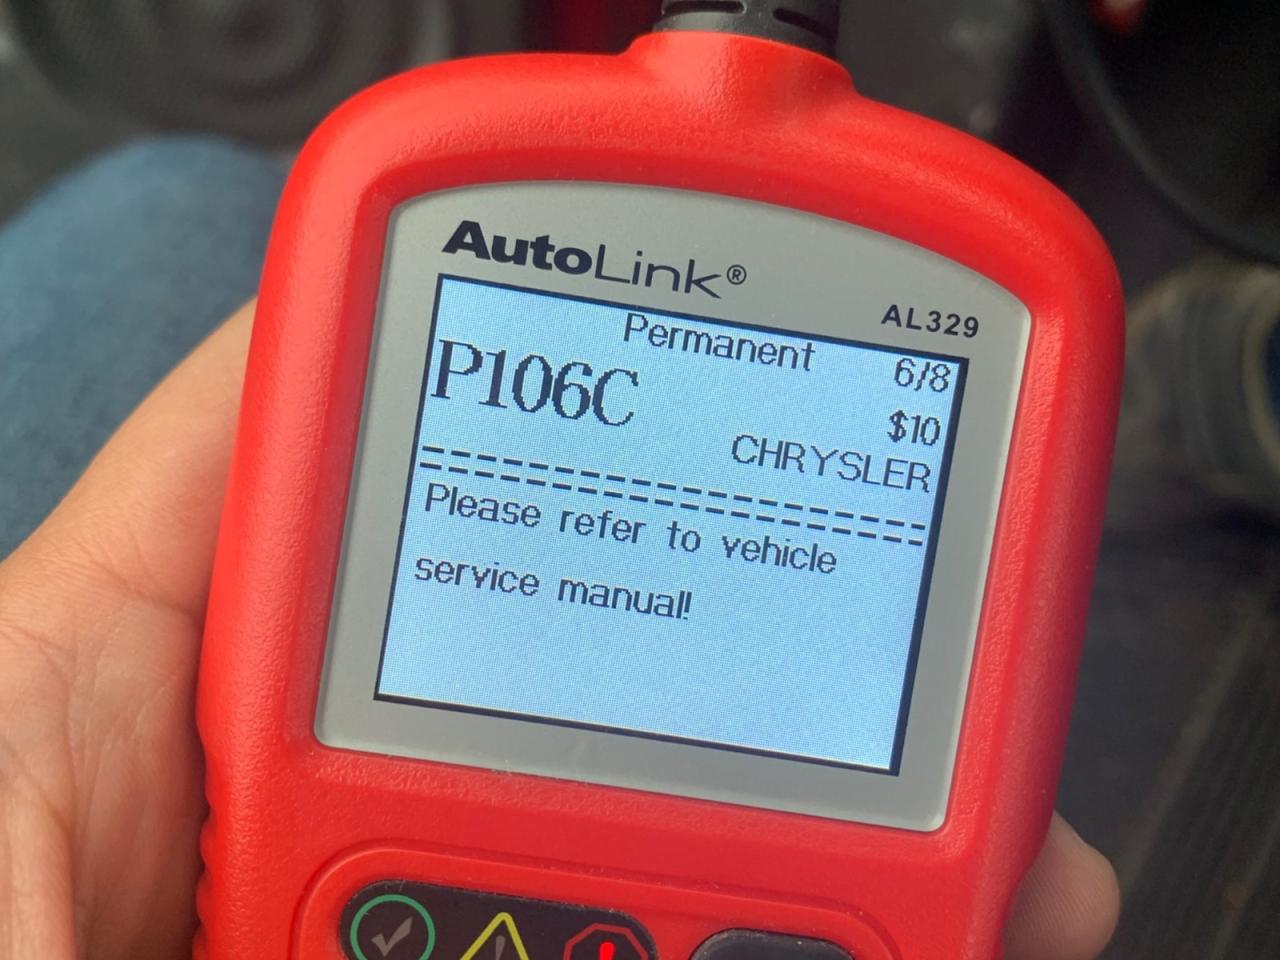 AutoLink®
AL329
Permanent 6/8
P106C $10
CHRYSLER
====================
Please refer to vehicle
service manual!